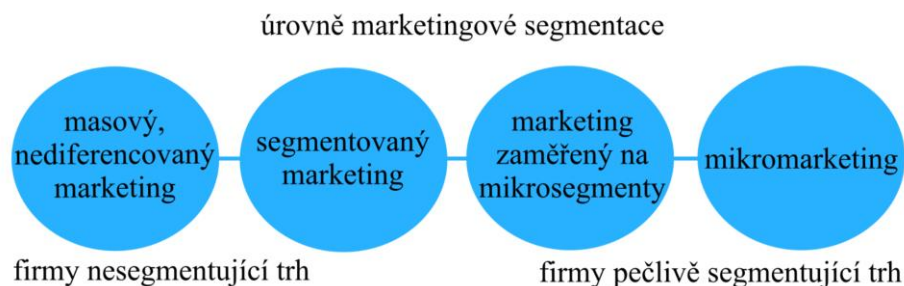 úrovně marketingové segmentace
masový,
nediferencovaný
marketing
segmentovaný
marketing
marketing
zaměřený na
mikrosegmenty
mikromarketing
firmy nesegmentující trh
firmy pečlivě segmentující trh